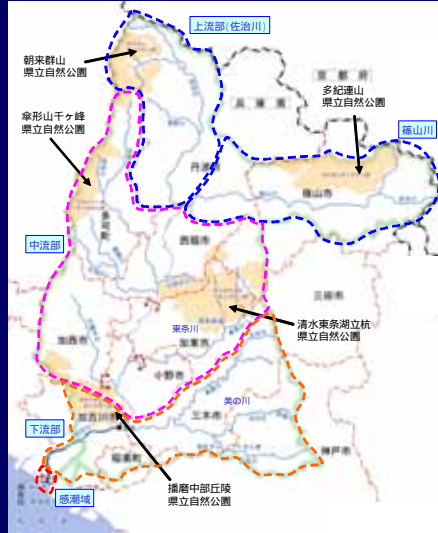 上流部(佐治川)
朝来群山
県立自然公園
京都府
兵庫県
多紀連山
県立自然公園
傘形山千ヶ峰
県立自然公園
篠山川
丹波市
篠山市
多可町
中流部
西脇市
三田市
清水東条湖立杭
県立自然公園
東条川
加西市
加東市
小野市
美の川
加古川市
三木市
下流部
稲美町
神戸市
感潮域
播磨中部丘陵
県立自然公園